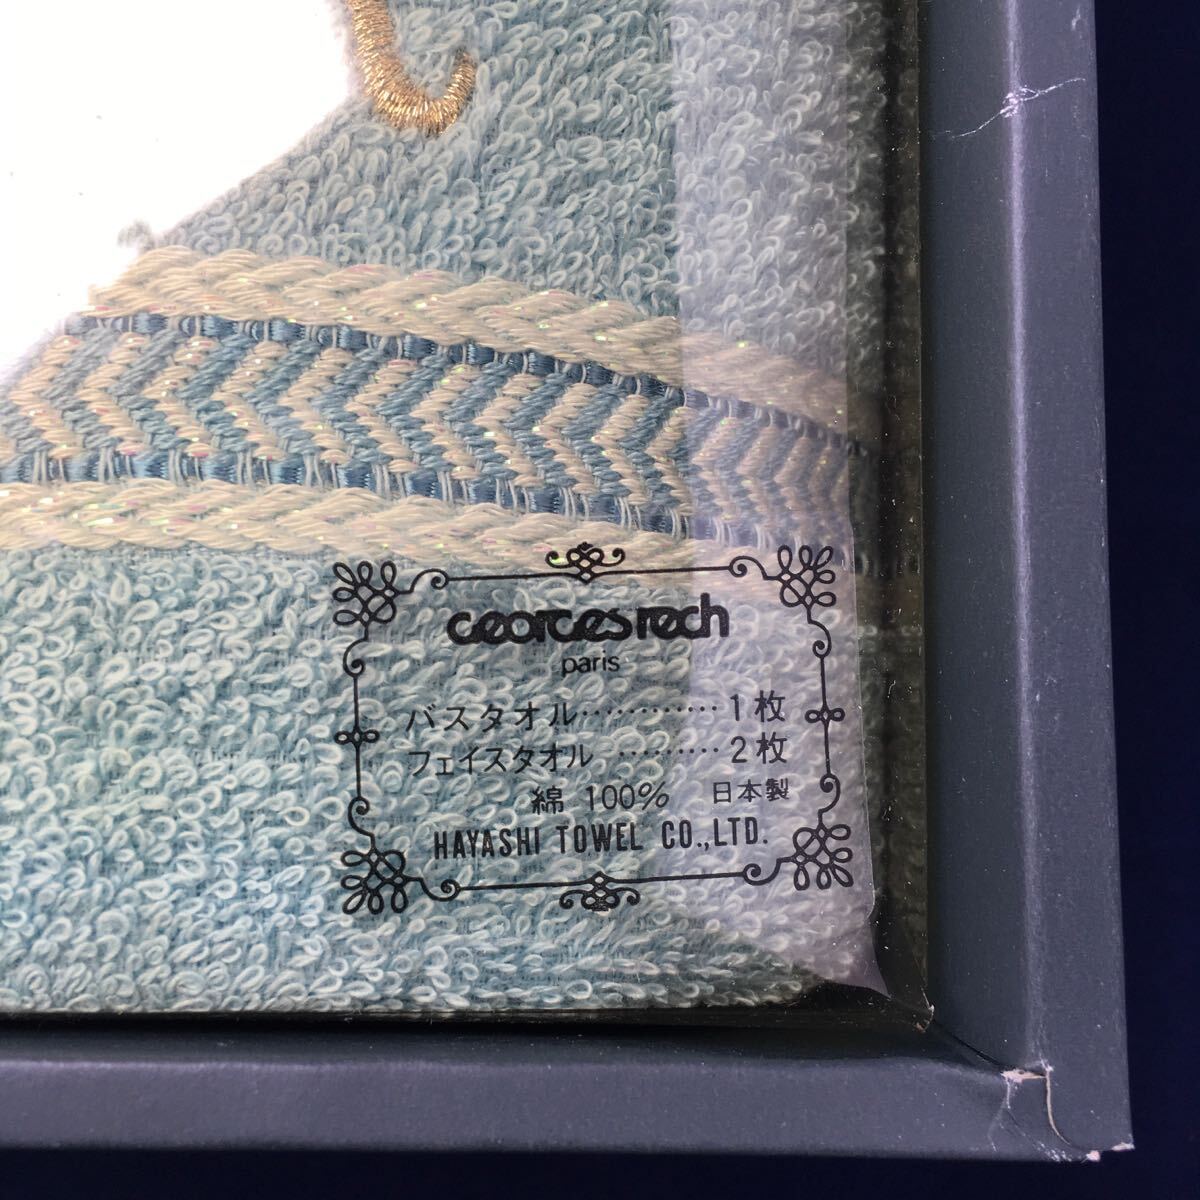 GEORGES RECH
paris
バスタオル…………1枚
フェイスタオル………2枚
綿 100% 日本製
HAYASHI TOWEL CO.,LTD.